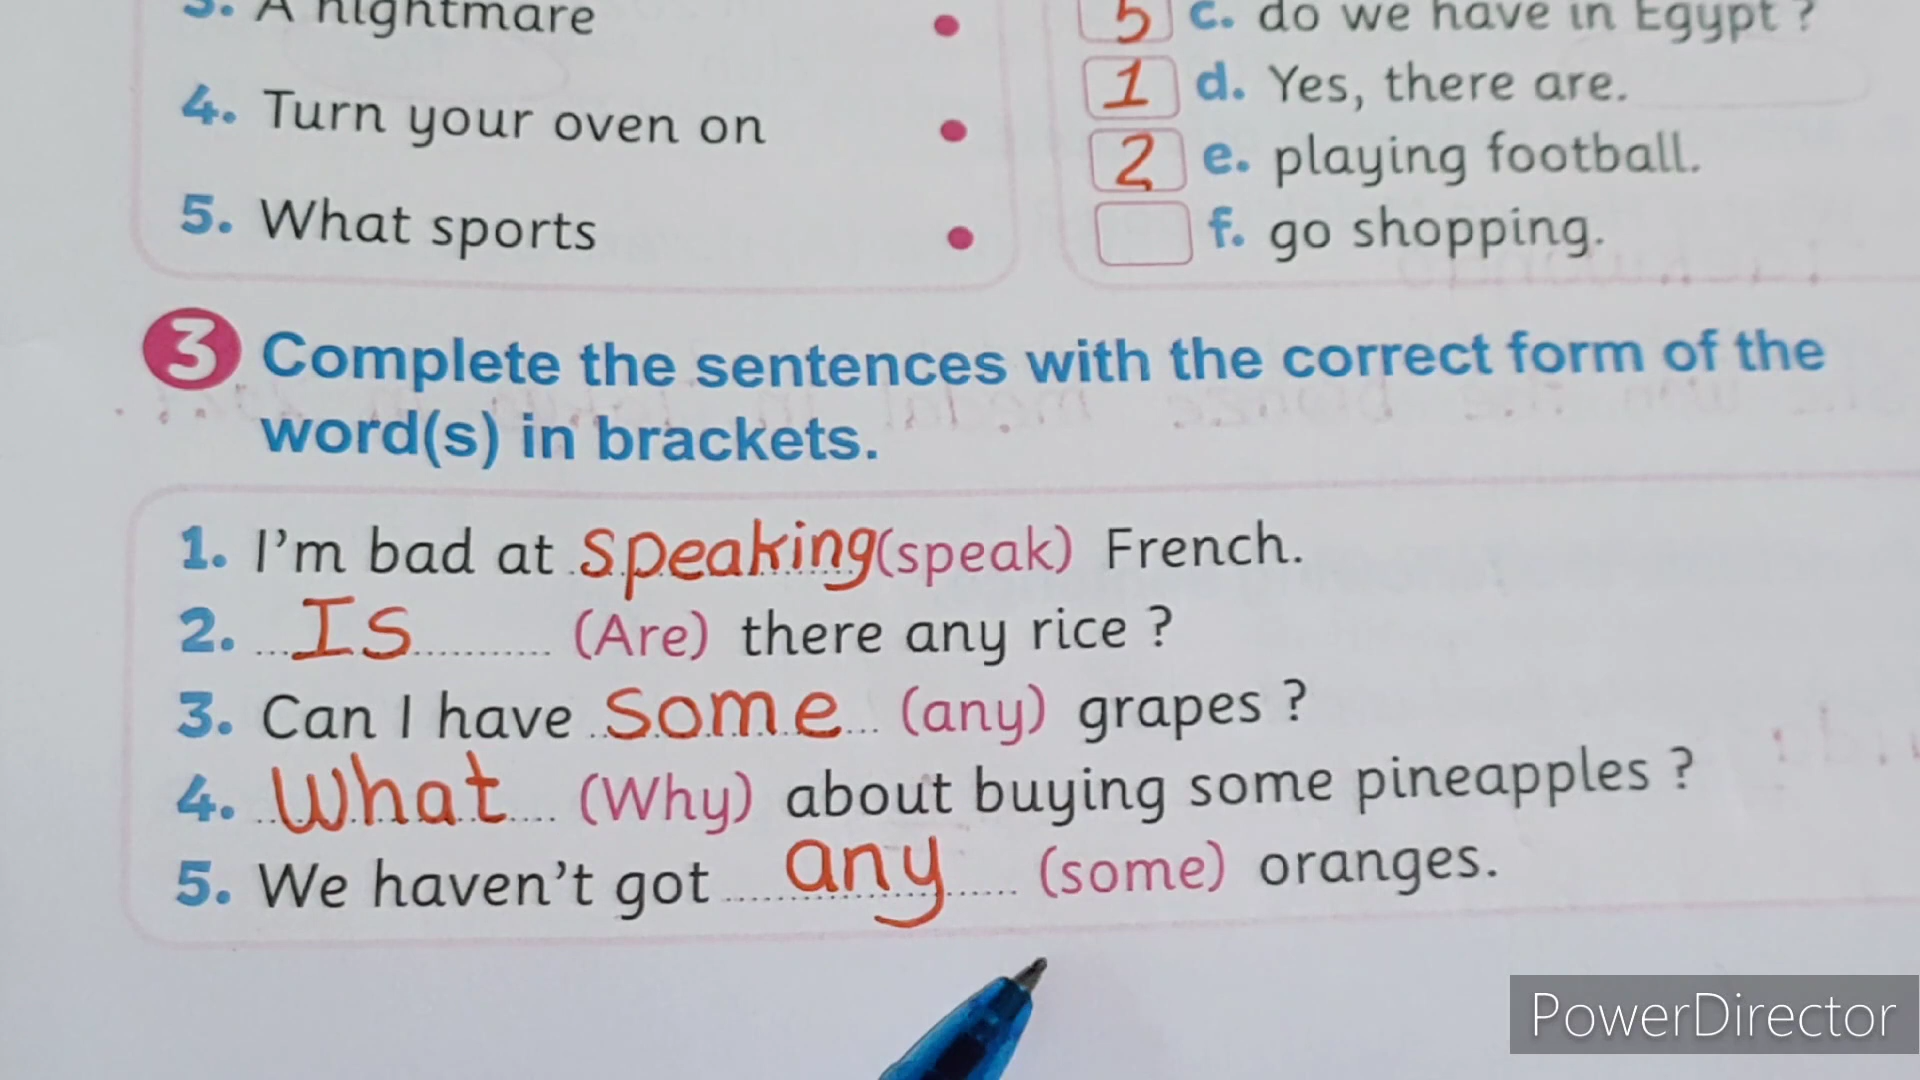 3. A nightmare
4. Turn your oven on
5. What sports
5 c. do we have in Egypt ?
1 d. Yes, there are.
2 e. playing football.
f. go shopping.
3 Complete the sentences with the correct form of the
word(s) in brackets.
1. I'm bad at speaking (speak) French.
2. Is (Are) there any rice ?
3. Can I have some (any) grapes ?
4. What (Why) about buying some pineapples ?
5. We haven't got any (some) oranges.
PowerDirector